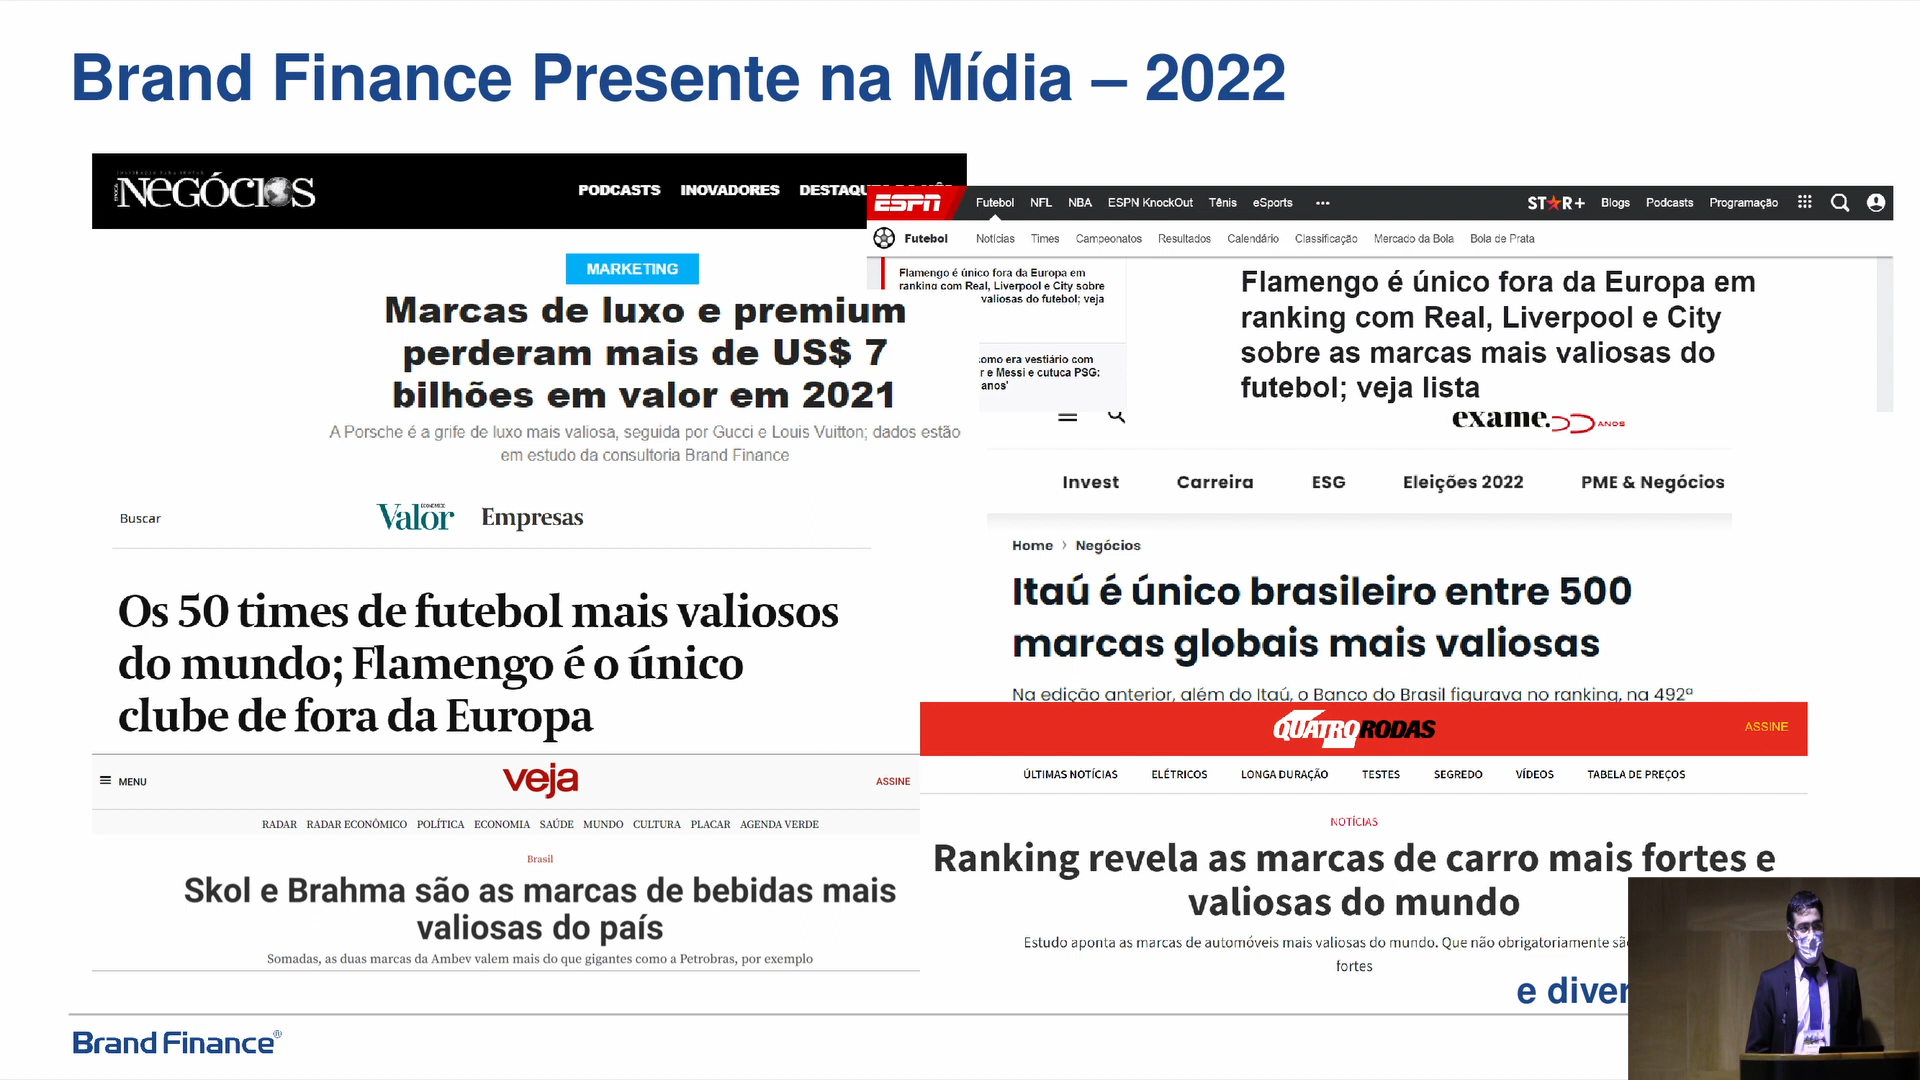 Brand Finance Presente na Mídia – 2022
NEGÓCIOS
PODCASTS INOVADORES
MARKETING
Marcas de luxo e premium
perderam mais de US$ 7
bilhões em valor em 2021
A Porsche é a grife de luxo mais valiosa, seguida por Gucci e Louis Vuitton; dados estão
em estudo da consultoria Brand Finance
ESPN Futebol NFL NBA ESPN KnockOut Tênis eSports ••• ST★R+ Blogs Podcasts Programação
Futebol Notícias Times Campeonatos Resultados Calendário Classificação Mercado da Bola Bola de Prata
Flamengo é único fora da Europa em
ranking com Real, Liverpool e City sobre
valiosas do futebol; veja
como era vestiário com
r e Messi e cutuca PSG:
anos'
Flamengo é único fora da Europa em
ranking com Real, Liverpool e City
sobre as marcas mais valiosas do
futebol; veja lista
exame. ANOS
Invest Carreira ESG Eleições 2022 PME & Negócios
Home › Negócios
Itaú é único brasileiro entre 500
marcas globais mais valiosas
Na edição anterior, além do Itaú, o Banco do Brasil figurava no ranking, na 492ª
Buscar
Valor ECONÔMICO Empresas
Os 50 times de futebol mais valiosos
do mundo; Flamengo é o único
clube de fora da Europa
MENU veja ASSINE
RADAR RADAR ECONÔMICO POLÍTICA ECONOMIA SAÚDE MUNDO CULTURA PLACAR AGENDA VERDE
Brasil
Skol e Brahma são as marcas de bebidas mais
valiosas do país
Somadas, as duas marcas da Ambev valem mais do que gigantes como a Petrobras, por exemplo
QUATRO RODAS ASSINE
ÚLTIMAS NOTÍCIAS ELÉTRICOS LONGA DURAÇÃO TESTES SEGREDO VÍDEOS TABELA DE PREÇOS
NOTÍCIAS
Ranking revela as marcas de carro mais fortes e
valiosas do mundo
Estudo aponta as marcas de automóveis mais valiosas do mundo. Que não obrigatoriamente são
fortes
e diver
Brand Finance®